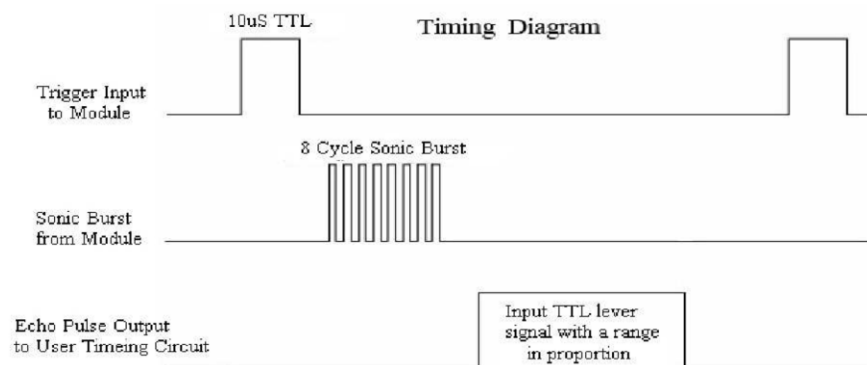 10uS TTL
Timing Diagram
Trigger Input
to Module
8 Cycle Sonic Burst
Sonic Burst
from Module
Echo Pulse Output
to User Timeing Circuit
Input TTL lever
signal with a range
in proportion